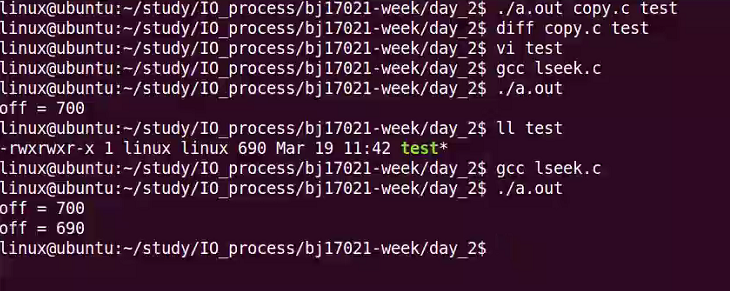 linux@ubuntu:~/study/IO_process/bj17021-week/day_2$ ./a.out copy.c test
linux@ubuntu:~/study/IO_process/bj17021-week/day_2$ diff copy.c test
linux@ubuntu:~/study/IO_process/bj17021-week/day_2$ vi test
linux@ubuntu:~/study/IO_process/bj17021-week/day_2$ gcc lseek.c
linux@ubuntu:~/study/IO_process/bj17021-week/day_2$ ./a.out
off = 700
linux@ubuntu:~/study/IO_process/bj17021-week/day_2$ ll test
-rwxrwxr-x 1 linux linux 690 Mar 19 11:42 test*
linux@ubuntu:~/study/IO_process/bj17021-week/day_2$ gcc lseek.c
linux@ubuntu:~/study/IO_process/bj17021-week/day_2$ ./a.out
off = 700
off = 690
linux@ubuntu:~/study/IO_process/bj17021-week/day_2$